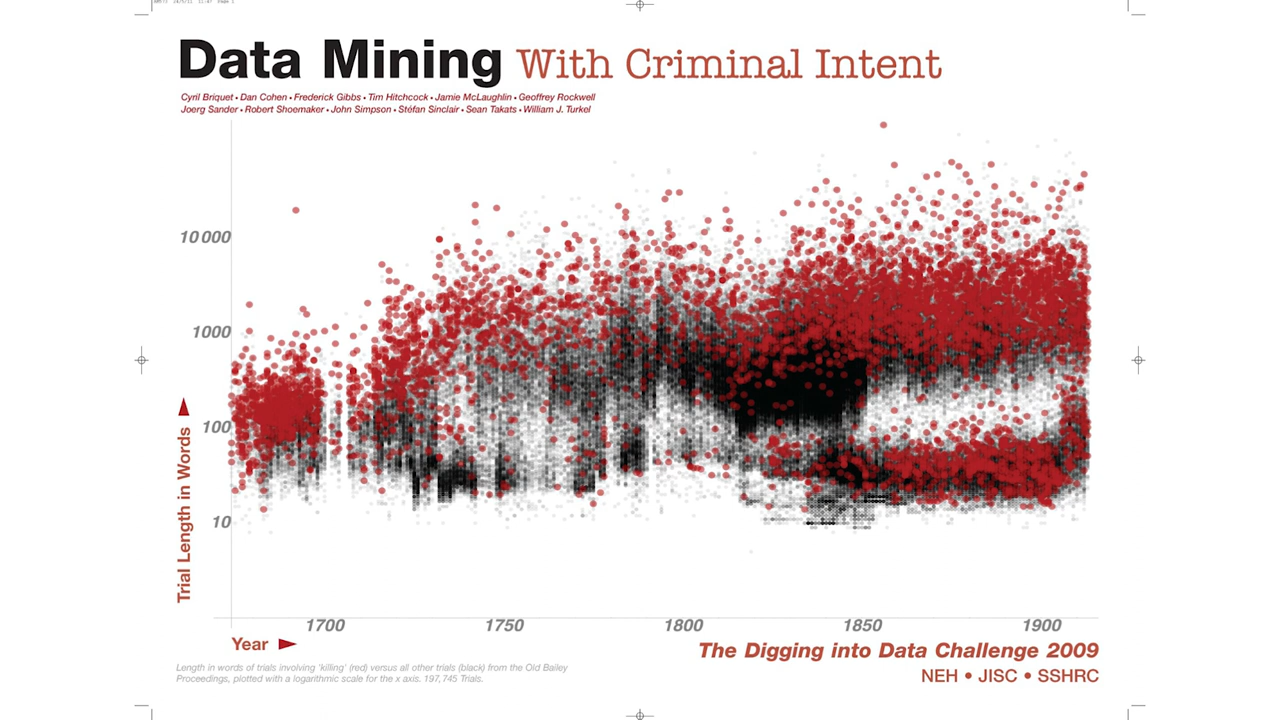 Data Mining With Criminal Intent
Cyril Briquet • Dan Cohen • Frederick Gibbs • Tim Hitchcock • Jamie McLaughlin • Geoffrey Rockwell
Joerg Sander • Robert Shoemaker • John Simpson • Stéfan Sinclair • Sean Takats • William J. Turkel
10 000
1000
100
10
Trial Length in Words
1700
1750
1800
1850
1900
Year
The Digging into Data Challenge 2009
NEH • JISC • SSHRC
Length in words of trials involving 'killing' (red) versus all other trials (black) from the Old Bailey
Proceedings, plotted with a logarithmic scale for the x axis. 197,745 Trials.